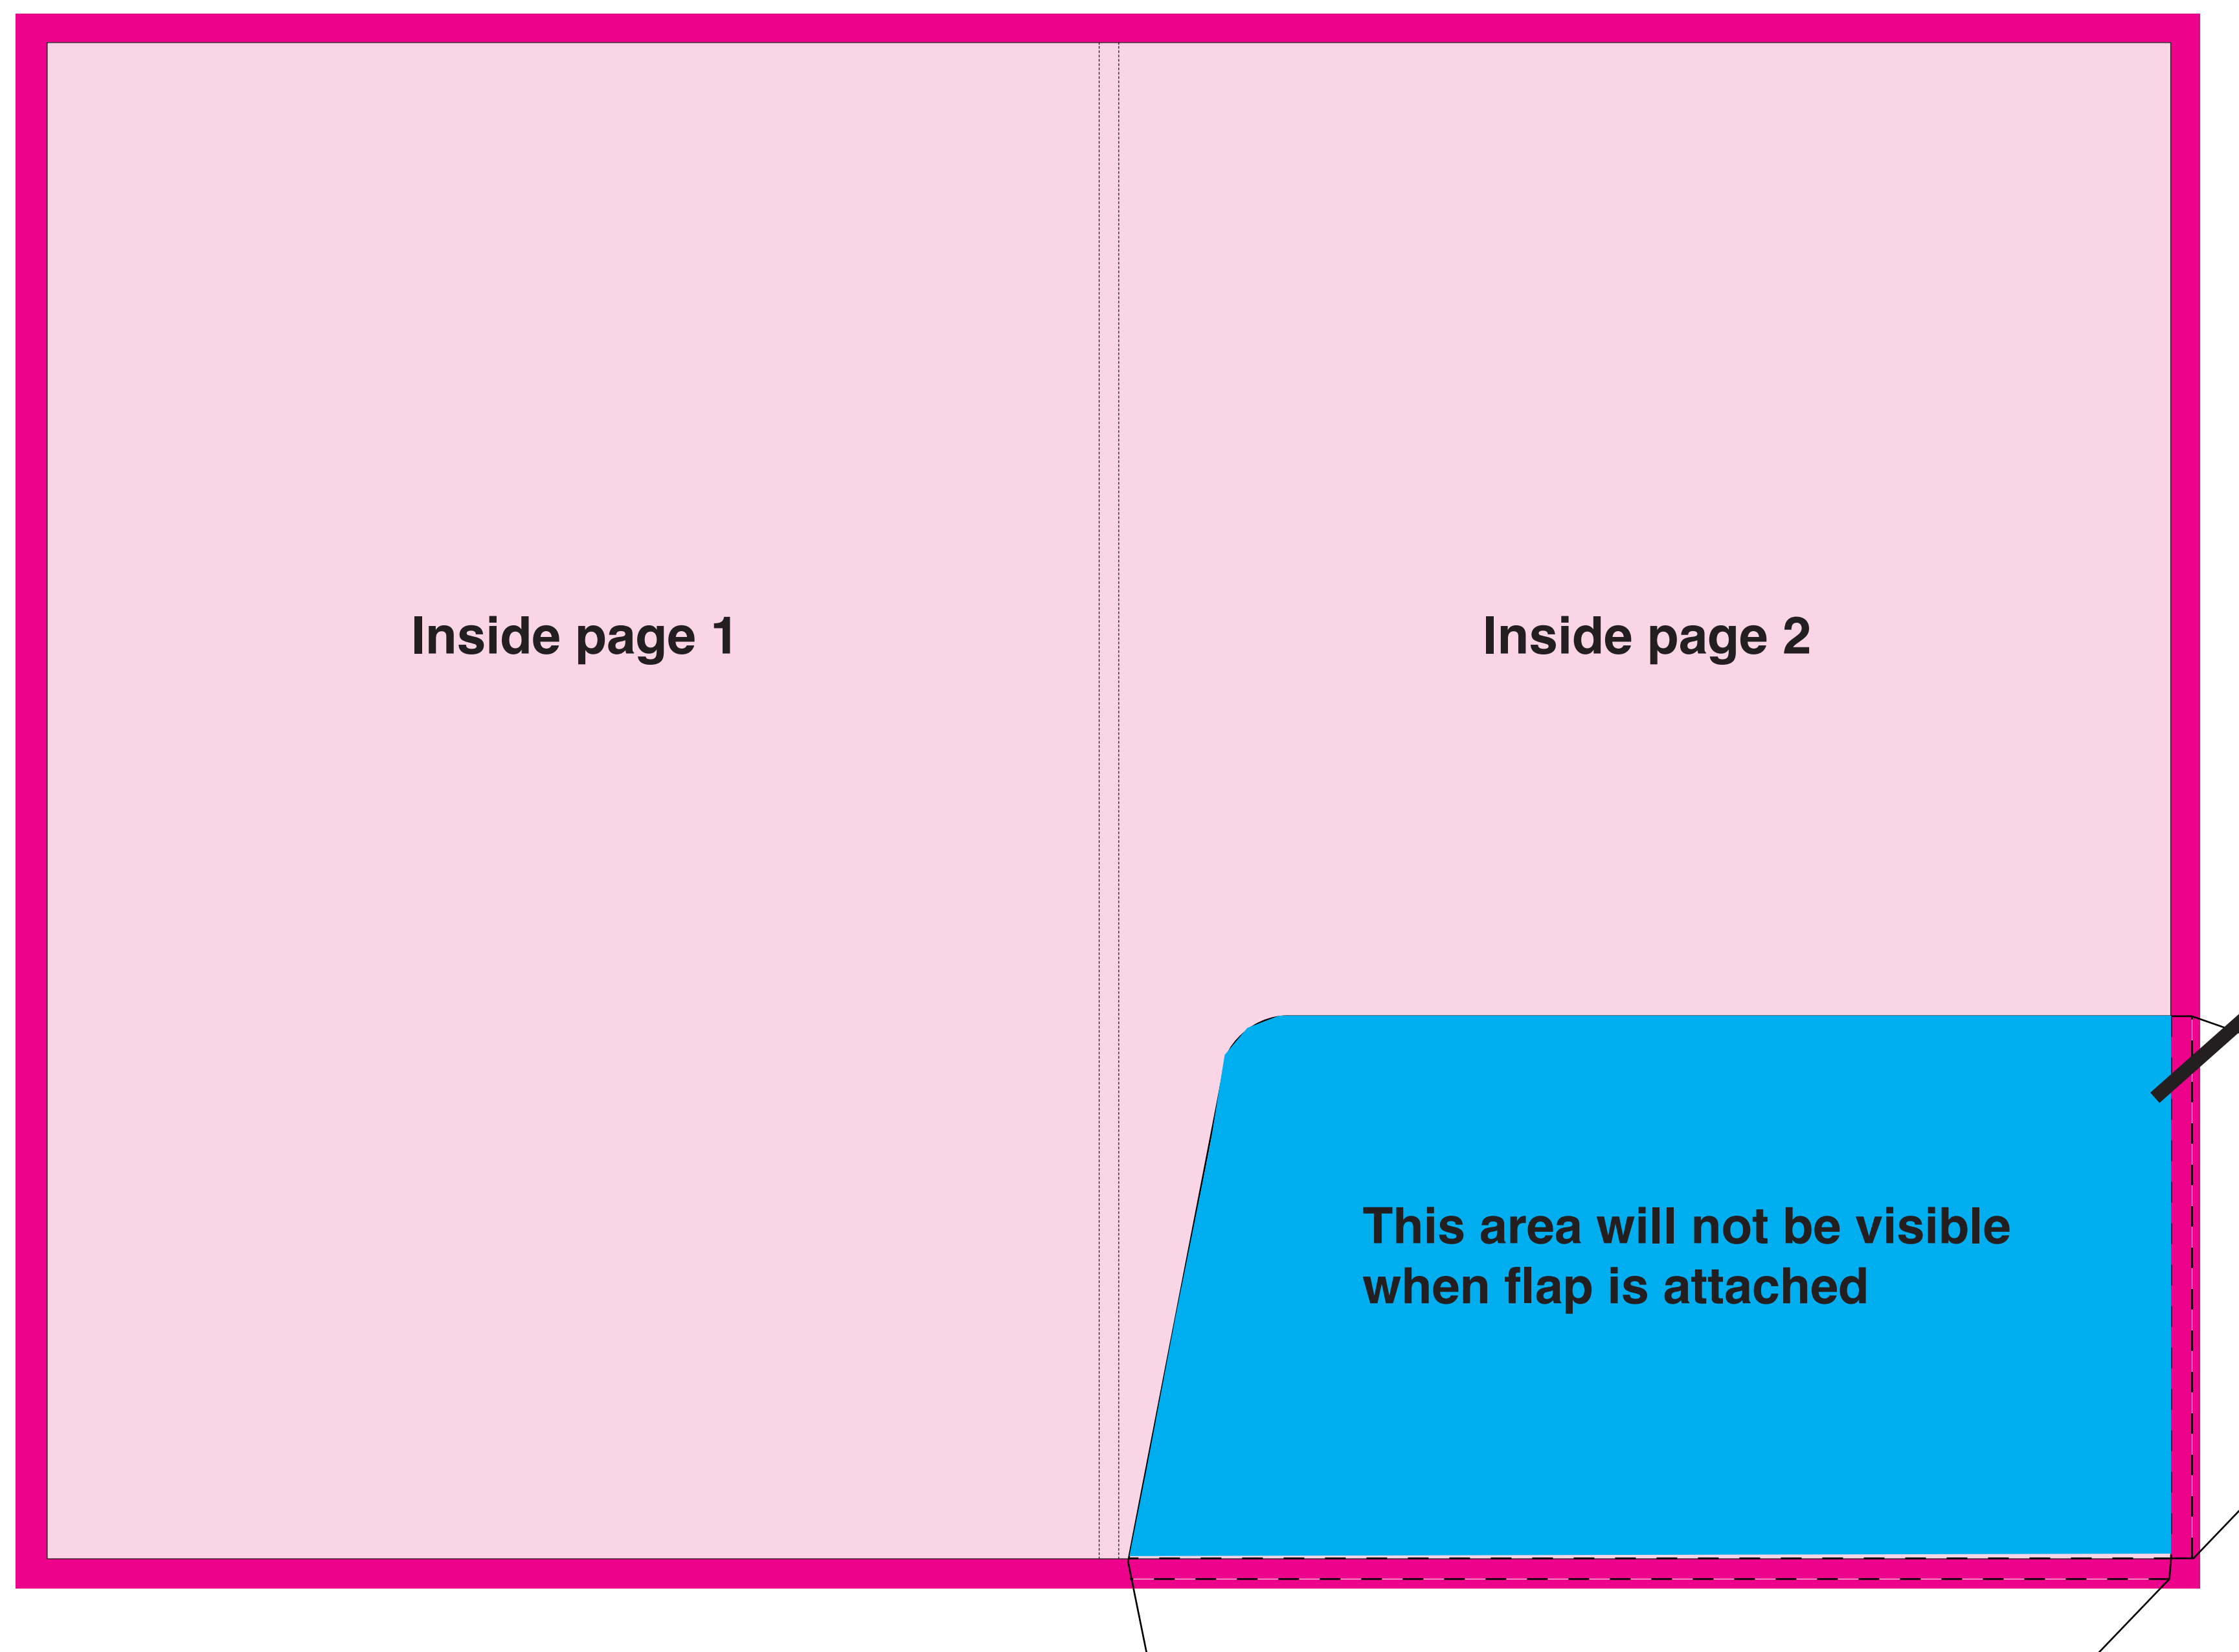 Inside page 1
Inside page 2
This area will not be visible
when flap is attached